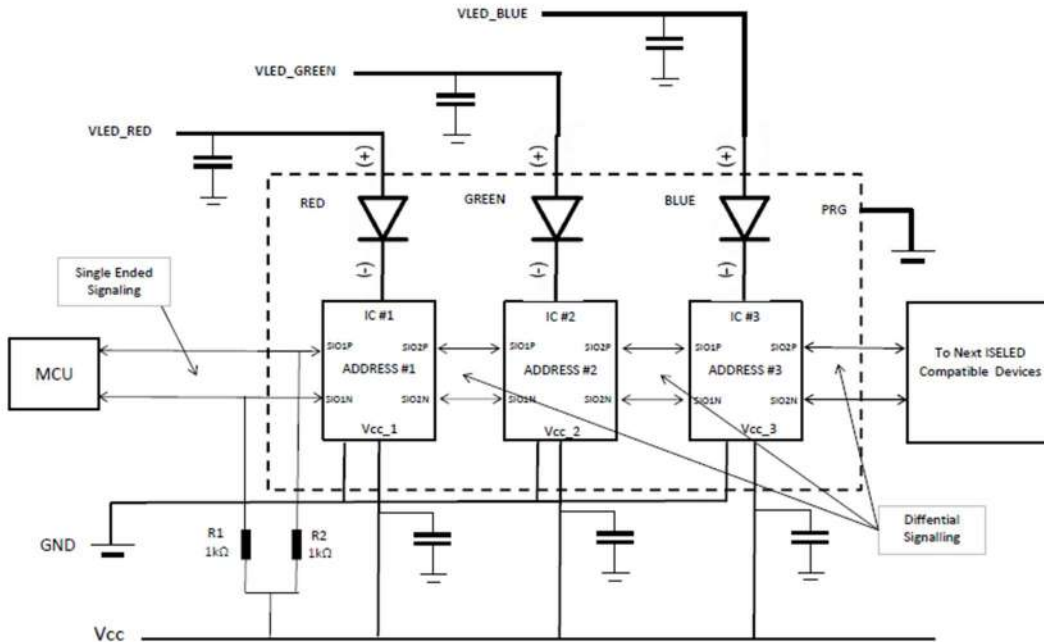 VLED_BLUE
VLED_GREEN
VLED_RED
(+)
(+)
(+)
RED
GREEN
BLUE
PRG
(-)
(-)
(-)
Single Ended
Signaling
MCU
IC #1
SIO1P
SIO2P
ADDRESS #1
SIO1N
SIO2N
Vcc_1
IC #2
SIO1P
SIO2P
ADDRESS #2
SIO1N
SIO2N
Vcc_2
IC #3
SIO1P
SIO2P
ADDRESS #3
SIO1N
SIO2N
Vcc_3
To Next ISELED
Compatible Devices
GND
R1
1kΩ
R2
1kΩ
Diffential
Signalling
Vcc